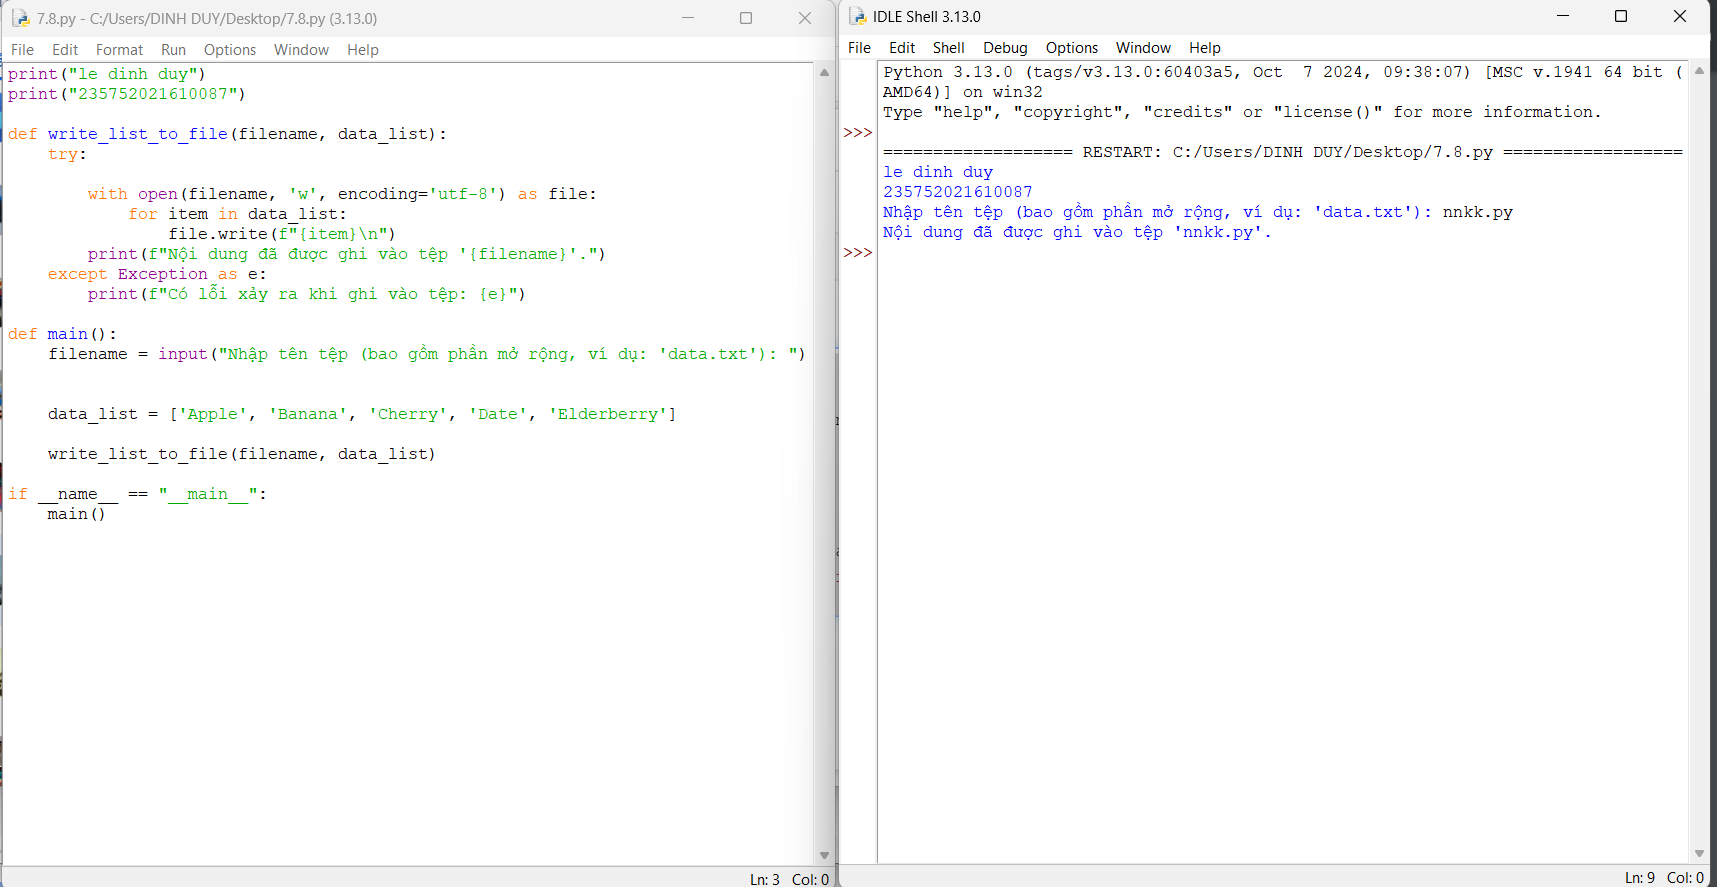 7.8.py - C:/Users/DINH DUY/Desktop/7.8.py (3.13.0)
File Edit Format Run Options Window Help
print("le dinh duy")
print("235752021610087")
def write_list_to_file(filename, data_list):
    try:
        with open(filename, 'w', encoding='utf-8') as file:
            for item in data_list:
                file.write(f"{item}\n")
        print(f"Nội dung đã được ghi vào tệp '{filename}'.")
    except Exception as e:
        print(f"Có lỗi xảy ra khi ghi vào tệp: {e}")
def main():
    filename = input("Nhập tên tệp (bao gồm phần mở rộng, ví dụ: 'data.txt'): ")
    data_list = ['Apple', 'Banana', 'Cherry', 'Date', 'Elderberry']
    write_list_to_file(filename, data_list)
if __name__ == "__main__":
    main()
Ln: 3 Col: 0
IDLE Shell 3.13.0
File Edit Shell Debug Options Window Help
Python 3.13.0 (tags/v3.13.0:60403a5, Oct  7 2024, 09:38:07) [MSC v.1941 64 bit (
AMD64)] on win32
Type "help", "copyright", "credits" or "license()" for more information.
>>>
=================== RESTART: C:/Users/DINH DUY/Desktop/7.8.py ==================
le dinh duy
235752021610087
Nhập tên tệp (bao gồm phần mở rộng, ví dụ: 'data.txt'): nnkk.py
Nội dung đã được ghi vào tệp 'nnkk.py'.
>>>
Ln: 9 Col: 0